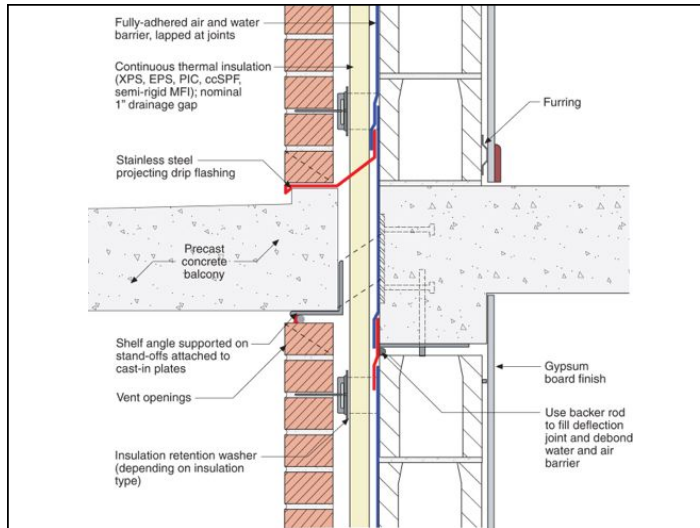 Fully-adhered air and water
barrier, lapped at joints
Continuous thermal insulation
(XPS, EPS, PIC, ccSPF,
semi-rigid MFI); nominal
1" drainage gap
Furring
Stainless steel
projecting drip flashing
Precast
concrete
balcony
Shelf angle supported on
stand-offs attached to
cast-in plates
Vent openings
Gypsum
board finish
Insulation retention washer
(depending on insulation
type)
Use backer rod
to fill deflection
joint and debond
water and air
barrier